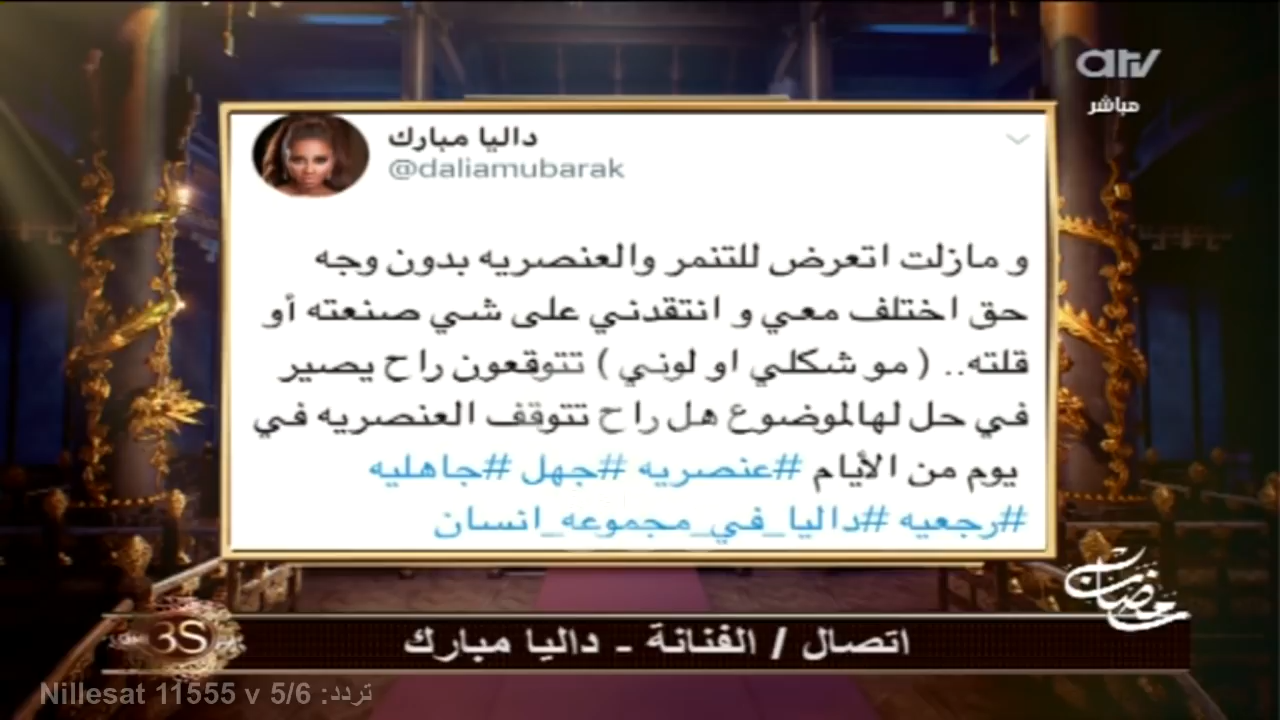 atv
مباشر
داليا مبارك
@daliamubarak
و مازلت اتعرض للتنمر والعنصريه بدون وجه
حق اختلف معي و انتقدني على شي صنعته أو
قلته.. ( مو شكلي او لوني ) تتوقعون راح يصير
في حل لهالموضوع هل راح تتوقف العنصريه في
يوم من الأيام #عنصريه #جهل #جاهليه
#رجعيه #داليا_في_مجموعه_انسان
رمضان
3S
اتصال / الفنانة - داليا مبارك
تردد: Nillesat 11555 v 5/6